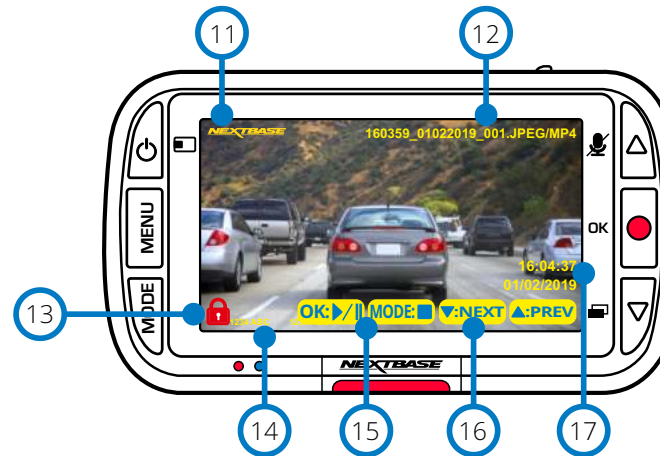 11
12
NEXTBASE
160359_01022019_001.JPEG/MP4
MENU
OK
16:04:37
01/02/2019
MODE
13
OK: ▶/||
MODE: ■
▼:NEXT
▲:PREV
NEXTBASE
14
15
16
17